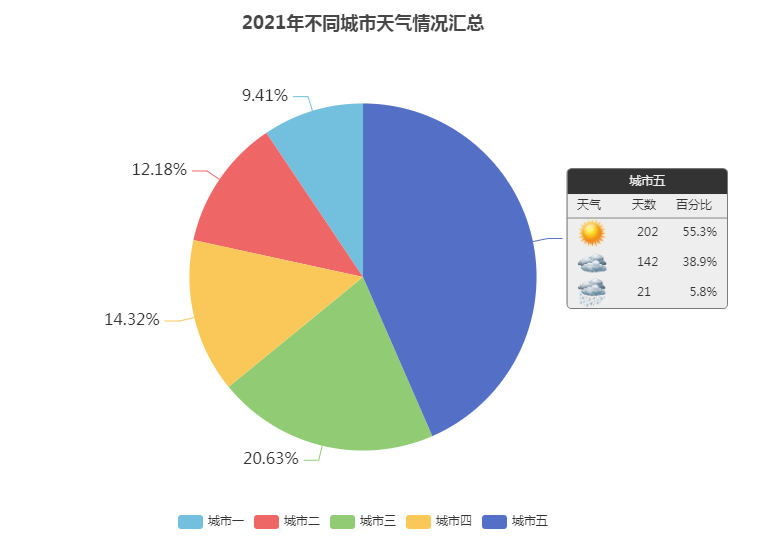 2021年不同城市天气情况汇总
9.41%
12.18%
14.32%
20.63%
城市五
天气 天数 百分比
202 55.3%
142 38.9%
21 5.8%
城市一 城市二 城市三 城市四 城市五